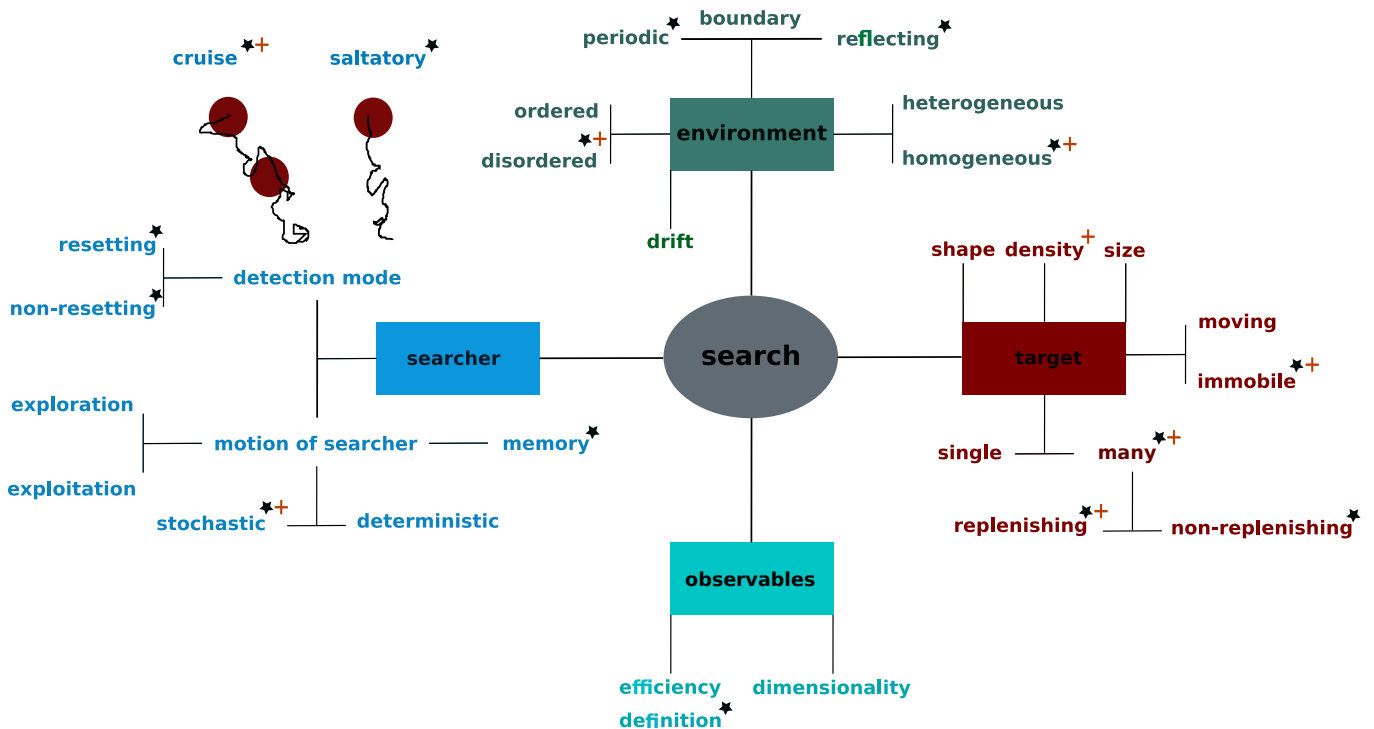 boundary
periodic★
reflecting★
cruise★+
saltatory★
ordered
disordered★+
environment
heterogeneous
homogeneous★+
drift
resetting★
non-resetting★
detection mode
shape
density+
size
searcher
search
target
moving
immobile★+
exploration
exploitation
motion of searcher
memory★
stochastic★+
deterministic
single
many★+
replenishing★+
non-replenishing★
observables
efficiency
definition★
dimensionality